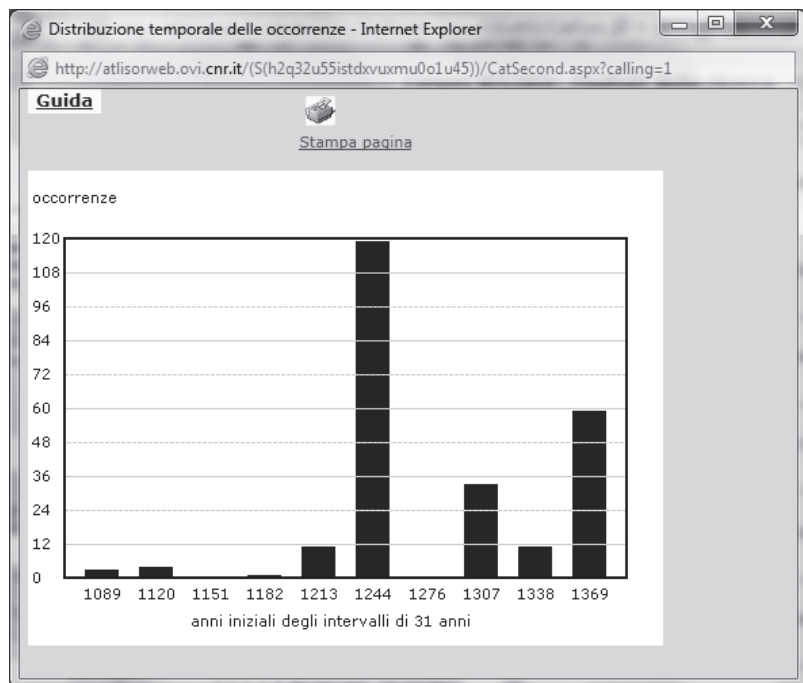 Distribuzione temporale delle occorrenze - Internet Explorer
http://atlisorweb.ovi.cnr.it/(S(h2q32u55istdxvuxmu0o1u45))/CatSecond.aspx?calling=1
Guida
Stampa pagina
occorrenze
120
108
96
84
72
60
48
36
24
12
0
1089 1120 1151 1182 1213 1244 1276 1307 1338 1369
anni iniziali degli intervalli di 31 anni